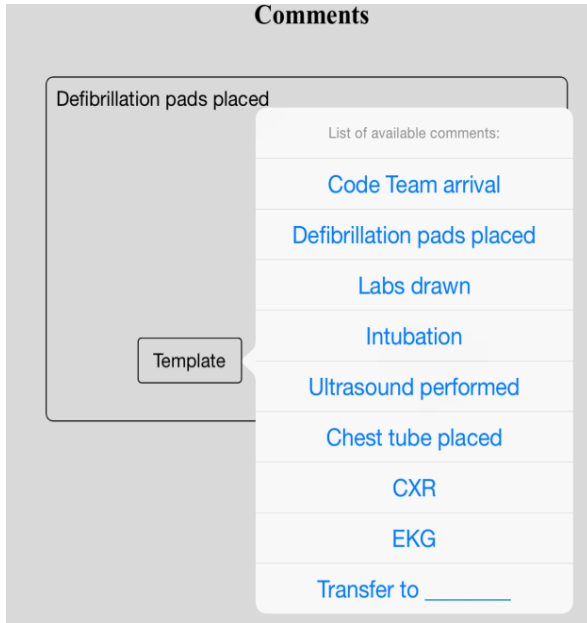 Comments
Defibrillation pads placed
List of available comments:
Code Team arrival
Defibrillation pads placed
Labs drawn
Intubation
Template
Ultrasound performed
Chest tube placed
CXR
EKG
Transfer to ________